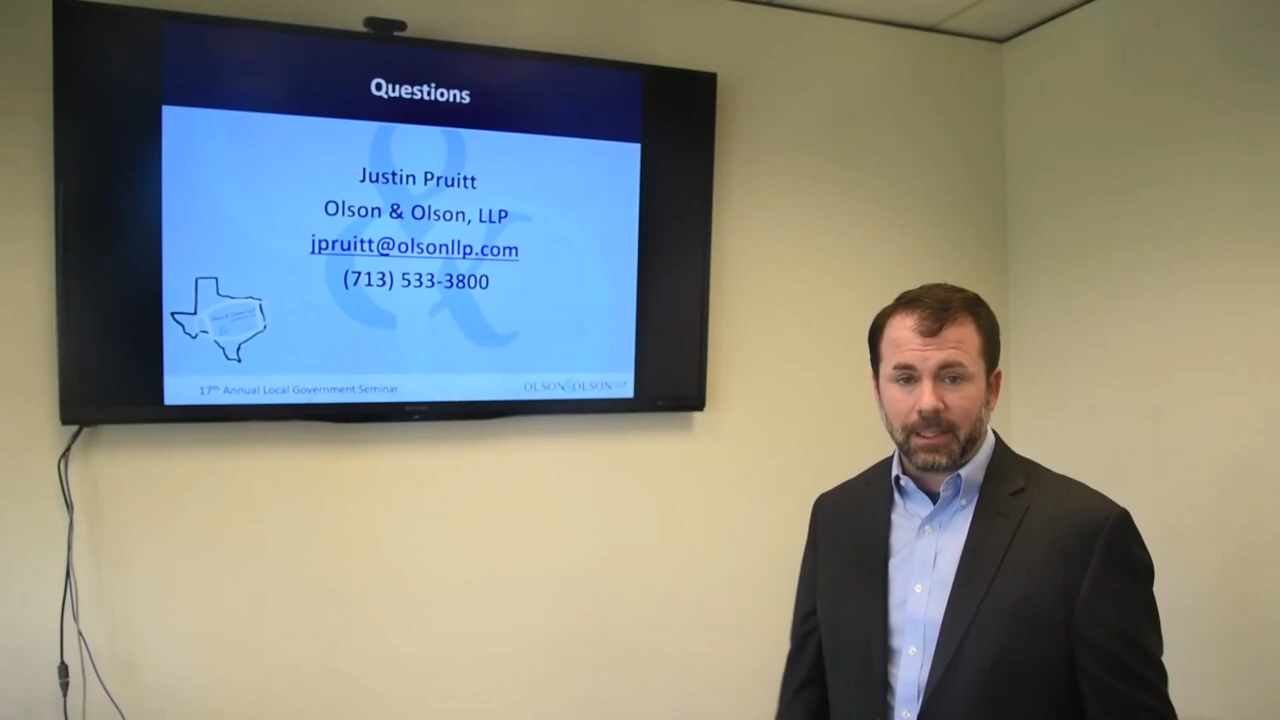 Questions
Justin Pruitt
Olson & Olson, LLP
jpruitt@olsonllp.com
(713) 533-3800
17th Annual Local Government Seminar
OLSON & OLSON LLP